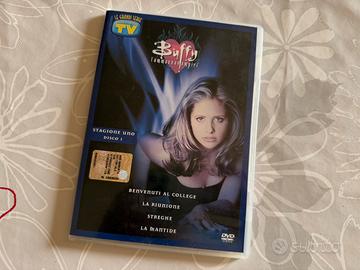 LE GRANDI SERIE
TV
Buffy
l'ammazzavampiri
STAGIONE UNO
DISCO 1
BENVENUTI AL COLLEGE
LA RIUNIONE
STREGHE
LA MANTIDE
DVD
subito